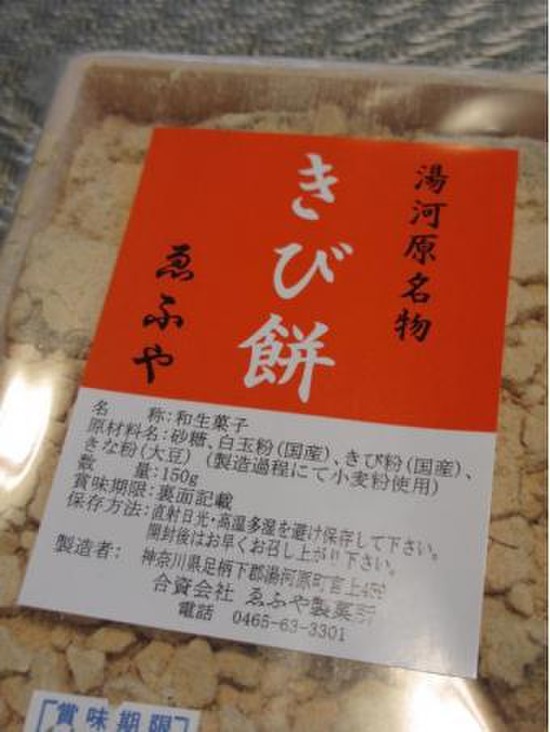 湯河原名物
きび餅
ゑふや
名　　称:和生菓子
原材料名:砂糖、白玉粉(国産)、きび粉(国産)、
きな粉(大豆) (製造過程にて小麦粉使用)
数　　量:150g
賞味期限:裏面記載
保存方法:直射日光・高温多湿を避け保存して下さい。
開封後はお早くお召し上がり下さい。
製造者: 神奈川県足柄下郡湯河原町宮上
合資会社 ゑふや製菓所
電話 0465-63-3301
賞味期限